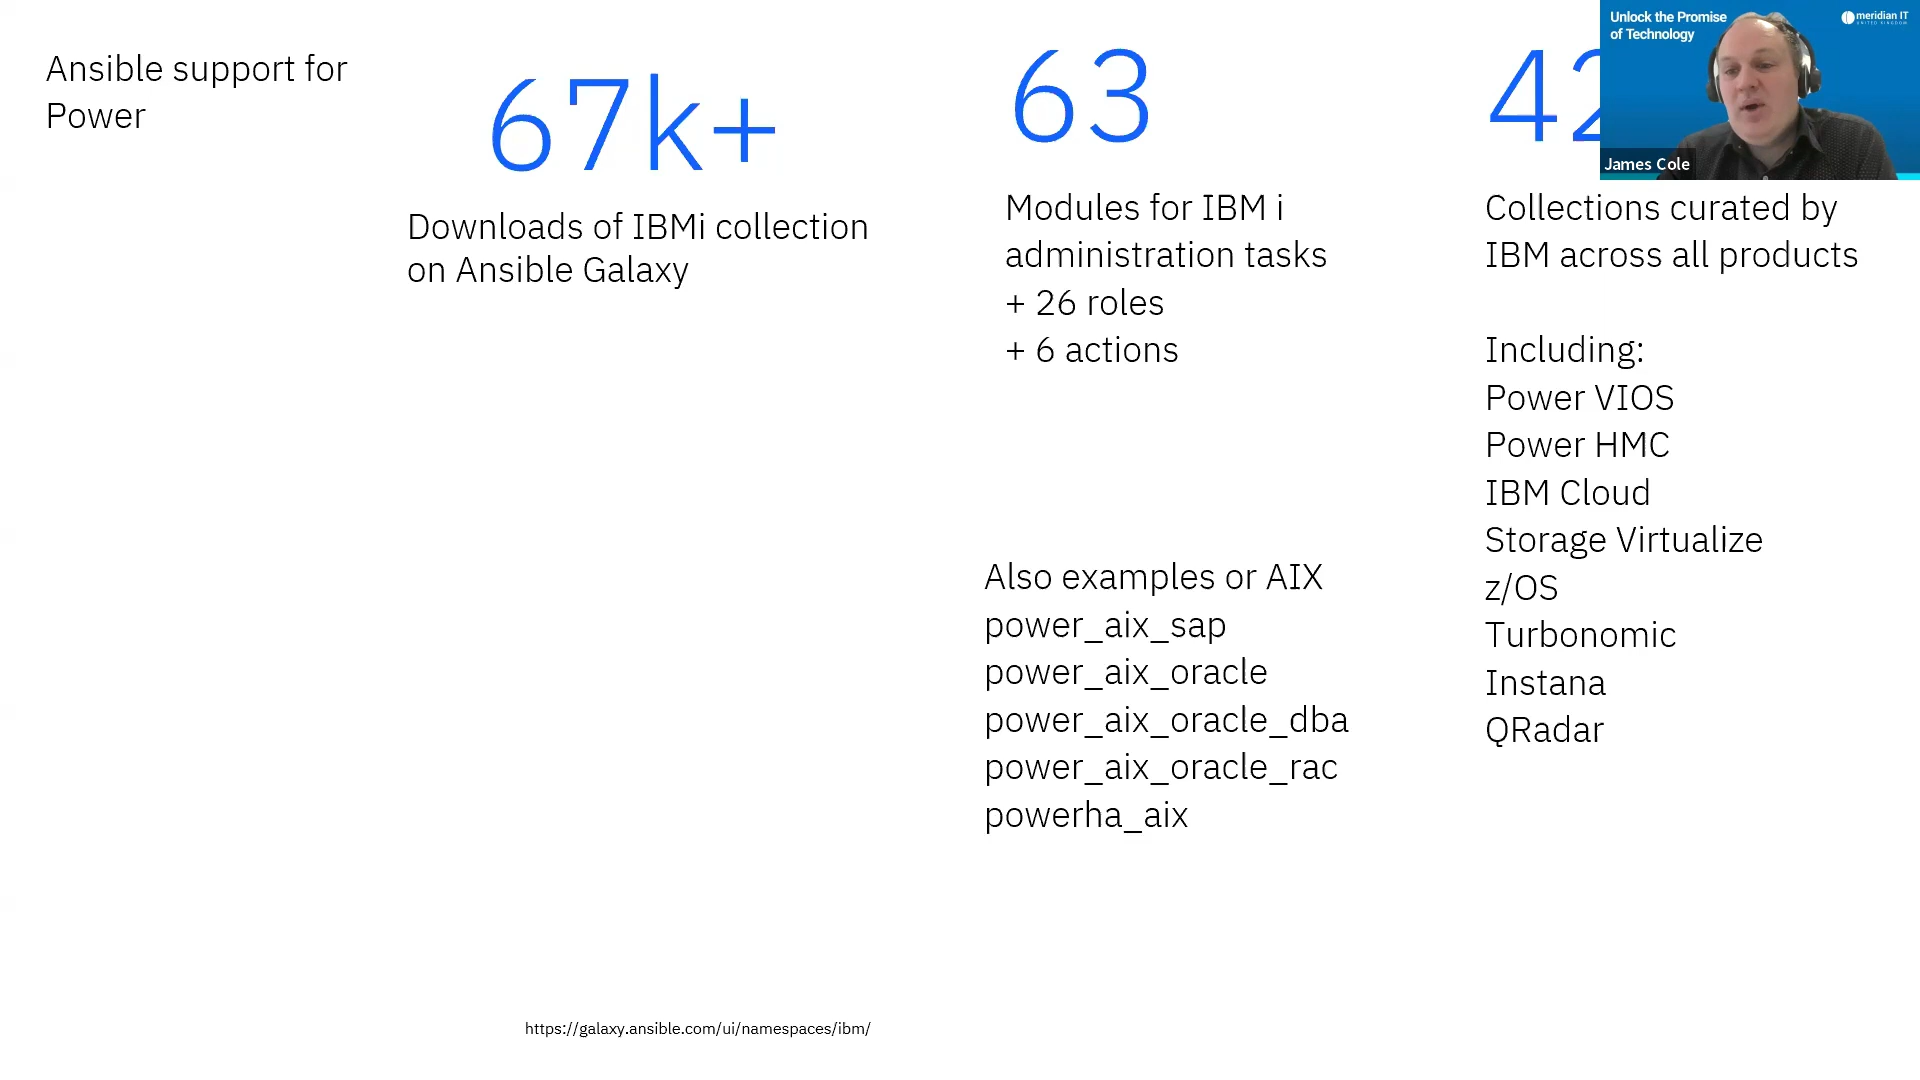 Ansible support for
Power
67k+
Downloads of IBMi collection
on Ansible Galaxy
63
Modules for IBM i
administration tasks
+ 26 roles
+ 6 actions
Also examples or AIX
power_aix_sap
power_aix_oracle
power_aix_oracle_dba
power_aix_oracle_rac
powerha_aix
42
Collections curated by
IBM across all products
Including:
Power VIOS
Power HMC
IBM Cloud
Storage Virtualize
z/OS
Turbonomic
Instana
QRadar
https://galaxy.ansible.com/ui/namespaces/ibm/
Unlock the Promise
of Technology
meridian IT
UNITED KINGDOM
James Cole